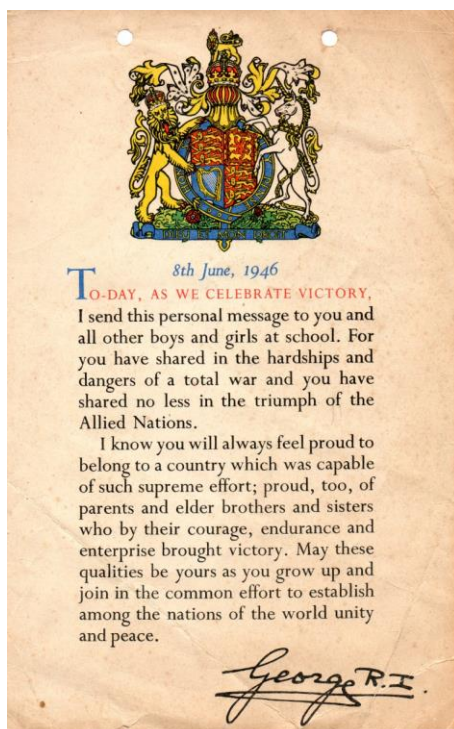 DIEU ET MON DROIT
8th June, 1946
TO-DAY, AS WE CELEBRATE VICTORY,
I send this personal message to you and
all other boys and girls at school. For
you have shared in the hardships and
dangers of a total war and you have
shared no less in the triumph of the
Allied Nations.
I know you will always feel proud to
belong to a country which was capable
of such supreme effort; proud, too, of
parents and elder brothers and sisters
who by their courage, endurance and
enterprise brought victory. May these
qualities be yours as you grow up and
join in the common effort to establish
among the nations of the world unity
and peace.
George R.I.